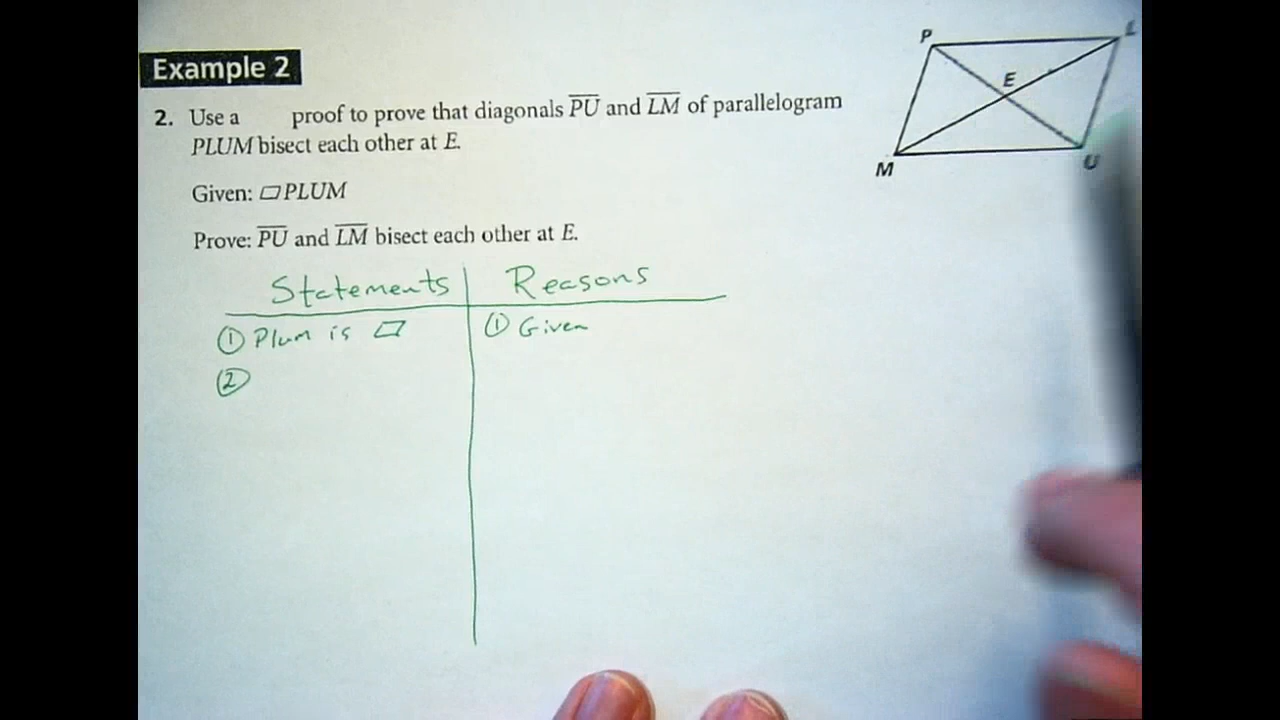 Example 2
2. Use a proof to prove that diagonals PU and LM of parallelogram
PLUM bisect each other at E.
Given: ▱PLUM
Prove: PU and LM bisect each other at E.
Statements Reasons
① Plum is ▱ ① Given
②
P L
E
M U